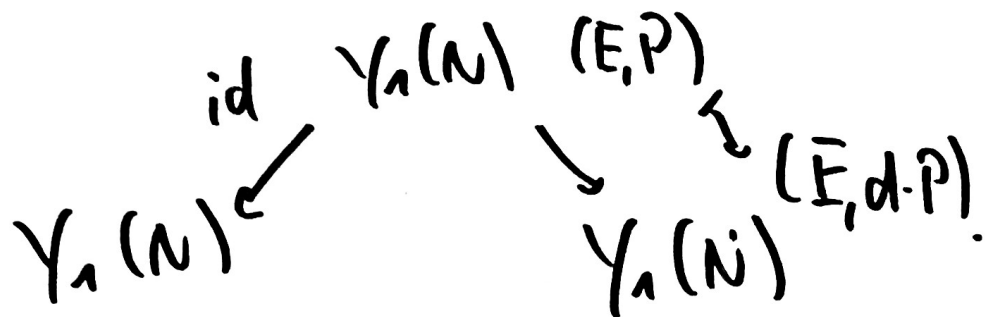 id Y₁(N) (E,P)
(E,d·P).
Y₁(N) Y₁(N)